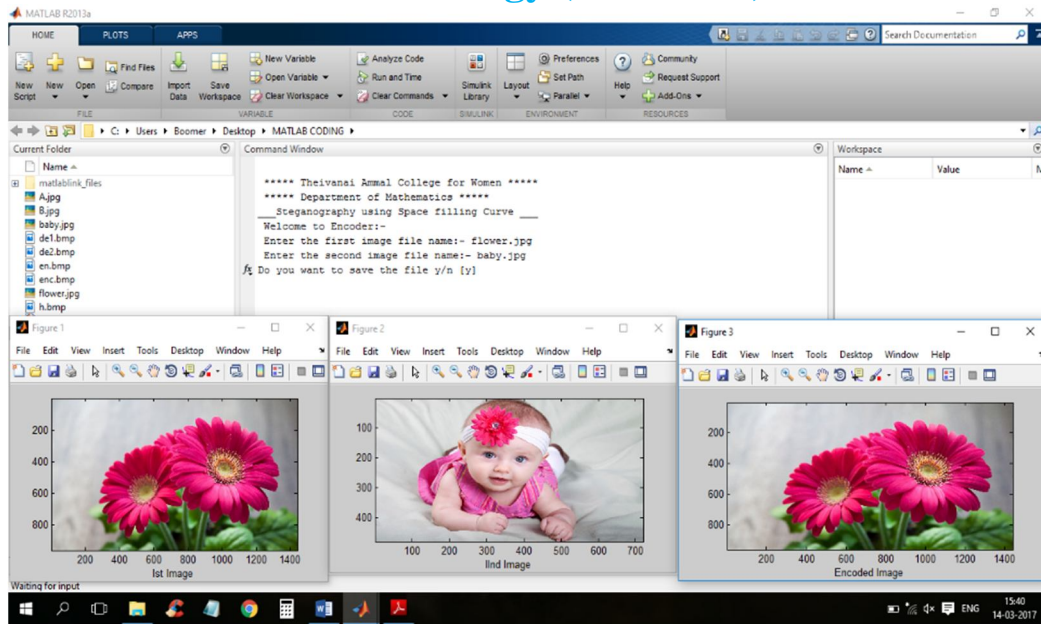 MATLAB R2013a
HOME PLOTS APPS
Search Documentation
New Script
New
Open
Find Files
Compare
Import Data
Save Workspace
New Variable
Open Variable
Clear Workspace
Analyze Code
Run and Time
Clear Commands
Simulink Library
Layout
Preferences
Set Path
Parallel
Help
Community
Request Support
Add-Ons
FILE VARIABLE CODE SIMULINK ENVIRONMENT RESOURCES
C: Users Boomer Desktop MATLAB CODING
Current Folder
Name
matlablink_files
A.jpg
B.jpg
baby.jpg
de1.bmp
de2.bmp
en.bmp
enc.bmp
flower.jpg
h.bmp
Command Window
***** Theivanai Ammal College for Women *****
***** Department of Mathematics *****
___Steganography using Space filling Curve ___
Welcome to Encoder:-
Enter the first image file name:- flower.jpg
Enter the second image file name:- baby.jpg
fx Do you want to save the file y/n [y]
Workspace
Name Value
Figure 1
File Edit View Insert Tools Desktop Window Help
200
400
600
800
200 400 600 800 1000 1200 1400
Ist Image
Figure 2
File Edit View Insert Tools Desktop Window Help
100
200
300
400
100 200 300 400 500 600 700
IInd Image
Figure 3
File Edit View Insert Tools Desktop Window Help
200
400
600
800
200 400 600 800 1000 1200 1400
Encoded Image
Waiting for input
ENG
15:40
14-03-2017